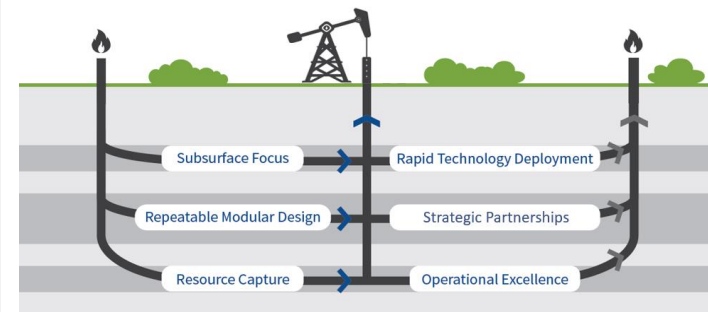 Subsurface Focus
Rapid Technology Deployment
Repeatable Modular Design
Strategic Partnerships
Resource Capture
Operational Excellence